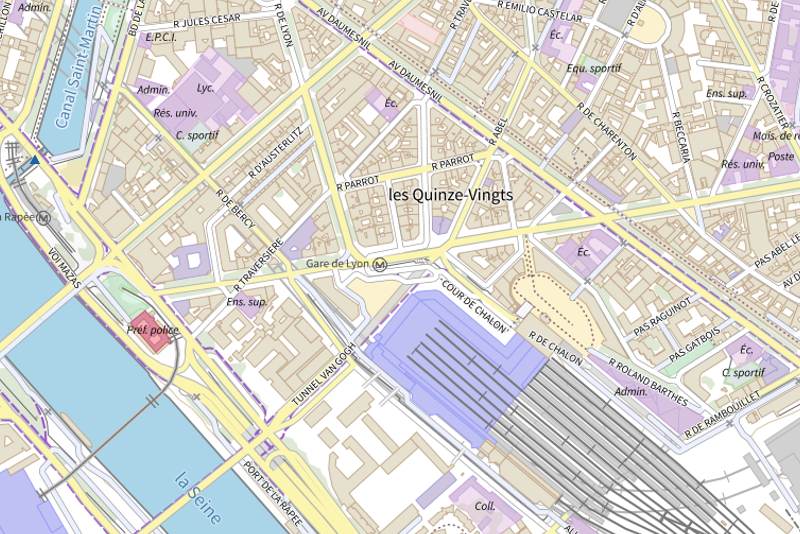 Admin.
BD DE LA
R JULES CESAR
E.P.C.I.
R DE LYON
AV DAUMESNIL
R EMILIO CASTELAR
R TRAV
R D'A
Éc.
Equ. sportif
AV DAUMESNIL
Canal Saint-Martin
Admin.
Lyc.
Rés. univ.
C. sportif
Éc.
R ABEL
R DE CHARENTON
R BECCARIA
Ens. sup.
R CROZATIER
Mais. de re
Rés. univ.
Poste
R D'AUSTERLITZ
R PARROT
R PARROT
les Quinze-Vingts
R DE BERCY
Rapée
M
VOI MAZAS
R TRAVERSIERE
Gare de Lyon
M
Éc.
PAS ABEL LE
AV D
Ens. sup.
COUR DE CHALON
Préf. police
R DE CHALON
PAS RAGUINOT
PAS GATBOIS
Éc.
C. sportif
R ROLAND BARTHES
Admin.
R DE RAMBOUILLET
TUNNEL VAN GOGH
la Seine
PORT DE LA RAPEE
Coll.